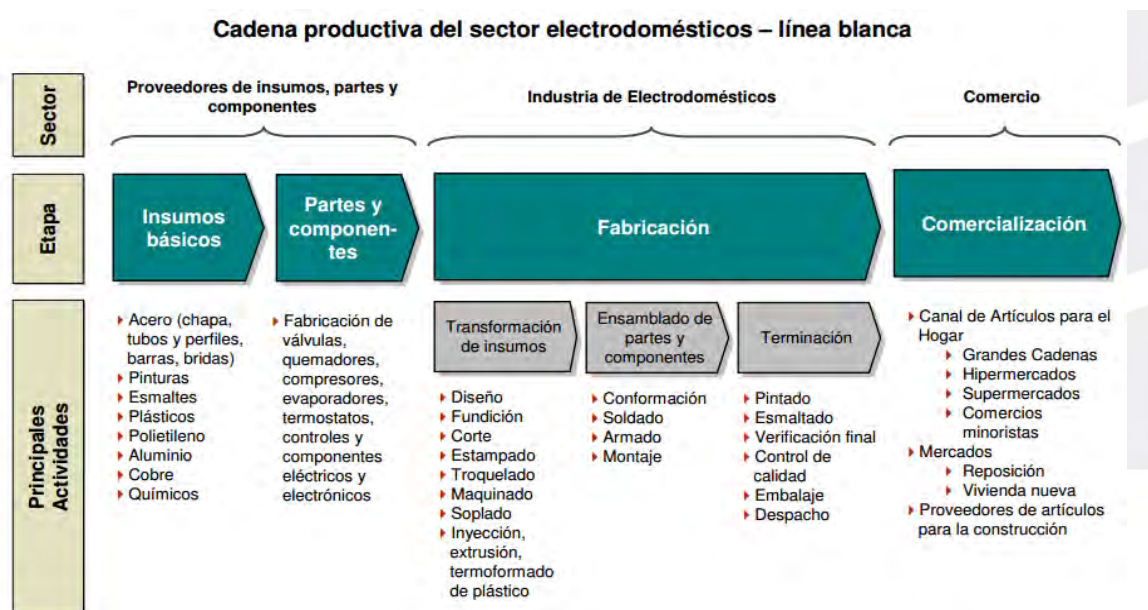 Cadena productiva del sector electrodomésticos – línea blanca
Sector
Proveedores de insumos, partes y
componentes
Industria de Electrodomésticos
Comercio
Etapa
Insumos
básicos
Partes y
componen-
tes
Fabricación
Comercialización
Principales
Actividades
Acero (chapa,
tubos y perfiles,
barras, bridas)
Pinturas
Esmaltes
Plásticos
Polietileno
Aluminio
Cobre
Químicos
Fabricación de
válvulas,
quemadores,
compresores,
evaporadores,
termostatos,
controles y
componentes
eléctricos y
electrónicos
Transformación
de insumos
Diseño
Fundición
Corte
Estampado
Troquelado
Maquinado
Soplado
Inyección,
extrusión,
termoformado
de plástico
Ensamblado de
partes y
componentes
Conformación
Soldado
Armado
Montaje
Terminación
Pintado
Esmaltado
Verificación final
Control de
calidad
Embalaje
Despacho
Canal de Artículos para el
Hogar
Grandes Cadenas
Hipermercados
Supermercados
Comercios
minoristas
Mercados
Reposición
Vivienda nueva
Proveedores de artículos
para la construcción